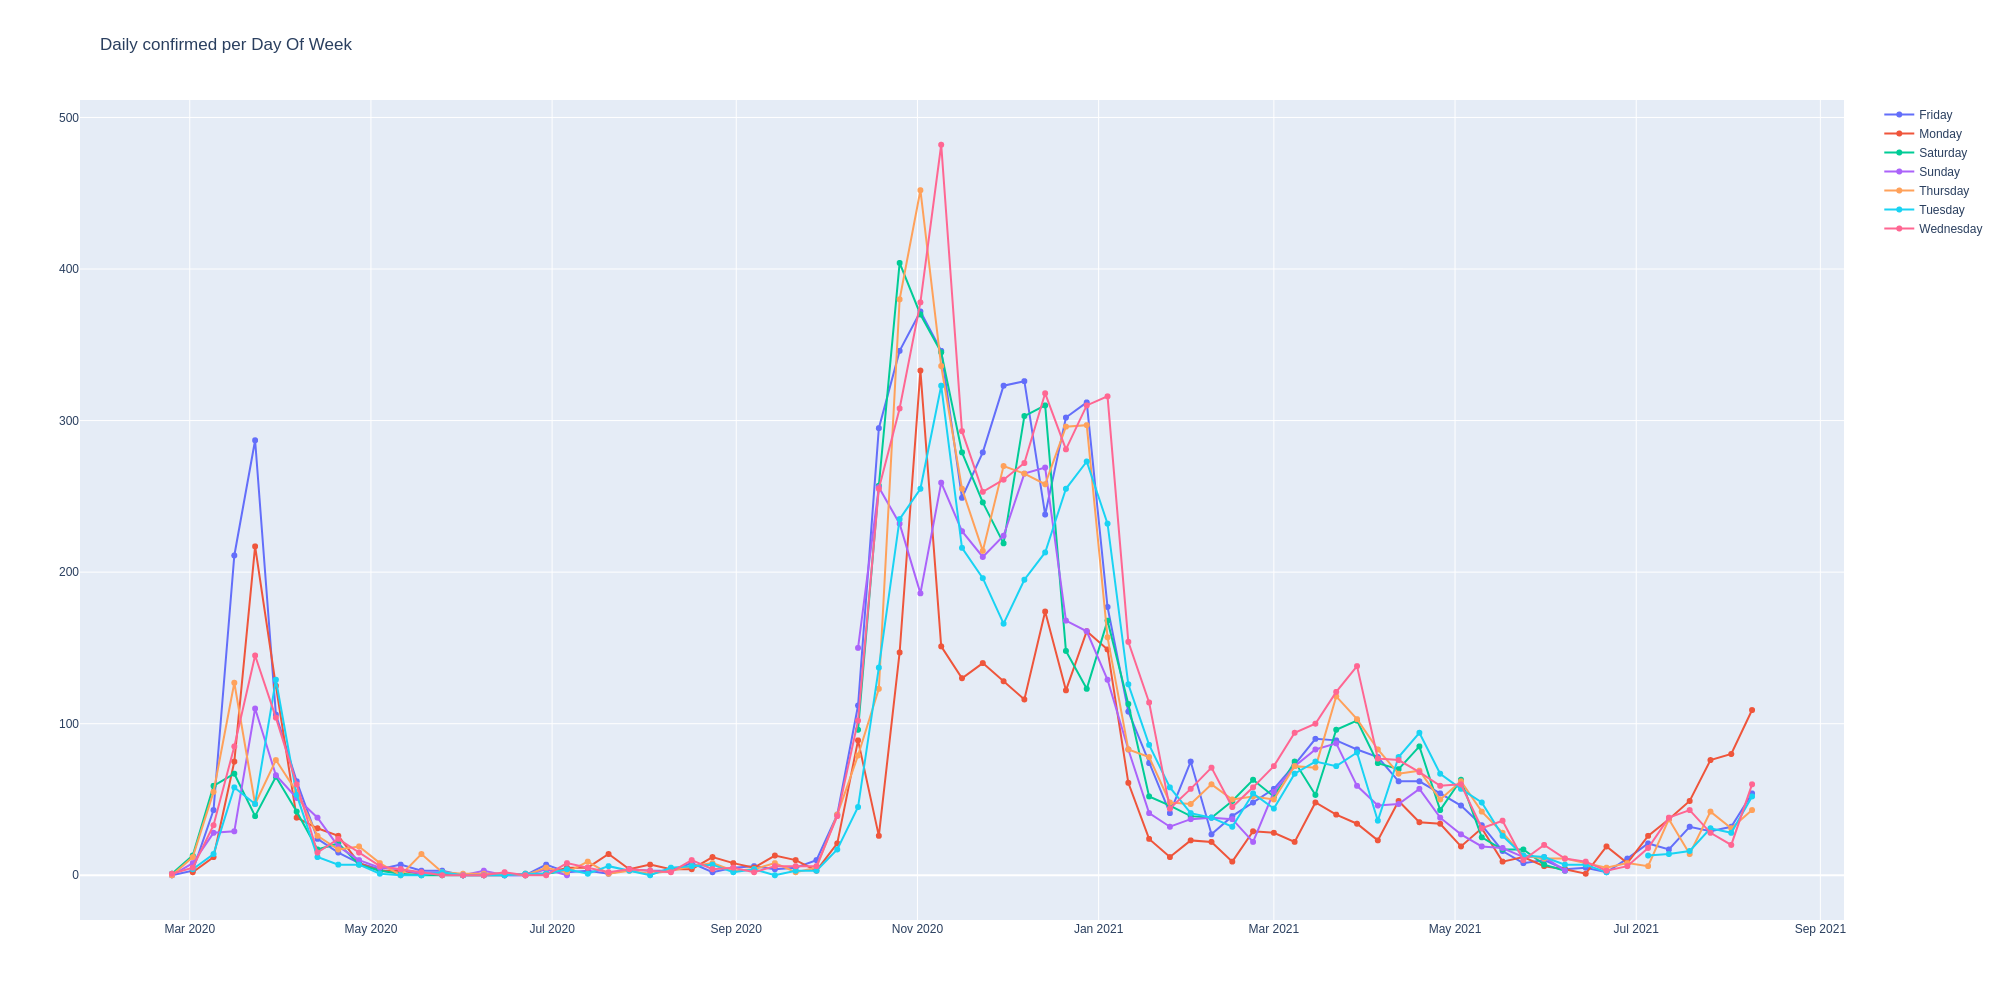 Daily confirmed per Day Of Week
500
400
300
200
100
0
Mar 2020
May 2020
Jul 2020
Sep 2020
Nov 2020
Jan 2021
Mar 2021
May 2021
Jul 2021
Sep 2021
Friday
Monday
Saturday
Sunday
Thursday
Tuesday
Wednesday